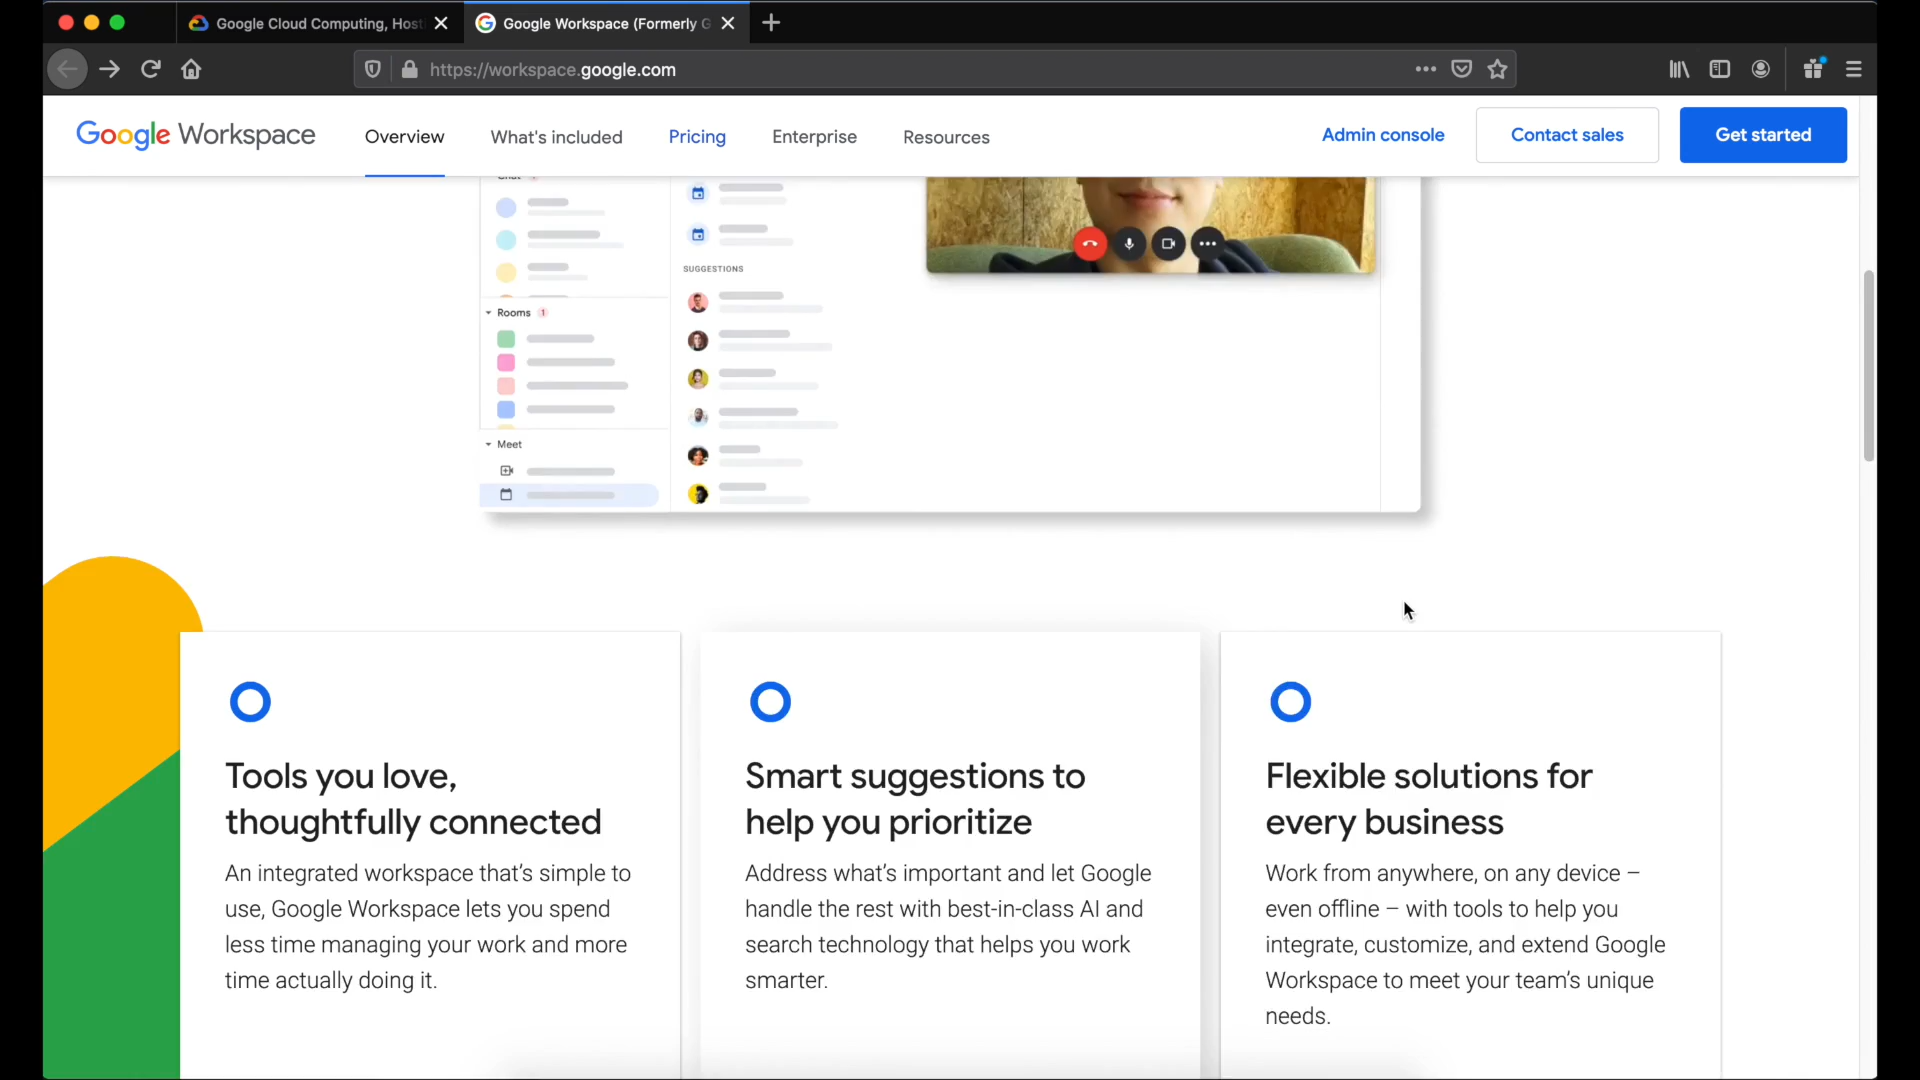 Google Cloud Computing, Host
Google Workspace (Formerly G
https://workspace.google.com
Google Workspace
Overview
What's included
Pricing
Enterprise
Resources
Admin console
Contact sales
Get started
SUGGESTIONS
Rooms 1
Meet
Tools you love,
thoughtfully connected
An integrated workspace that's simple to
use, Google Workspace lets you spend
less time managing your work and more
time actually doing it.
Smart suggestions to
help you prioritize
Address what's important and let Google
handle the rest with best-in-class AI and
search technology that helps you work
smarter.
Flexible solutions for
every business
Work from anywhere, on any device –
even offline – with tools to help you
integrate, customize, and extend Google
Workspace to meet your team's unique
needs.